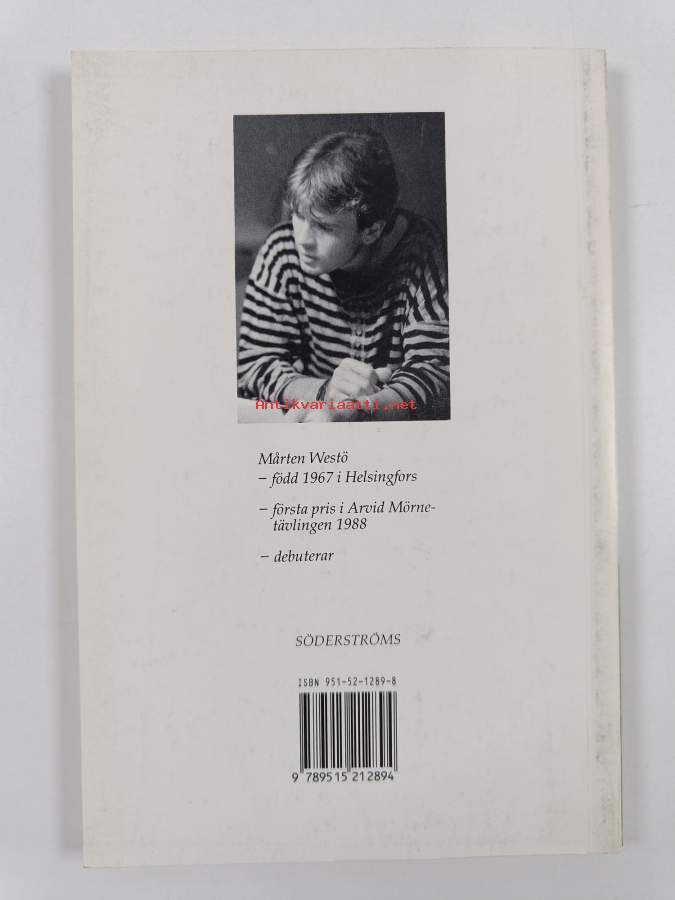 Antikvariaatti.net
Mårten Westö
– född 1967 i Helsingfors
– första pris i Arvid Mörne-
tävlingen 1988
– debuterar
SÖDERSTRÖMS
ISBN 951-52-1289-8
9 789515 212894